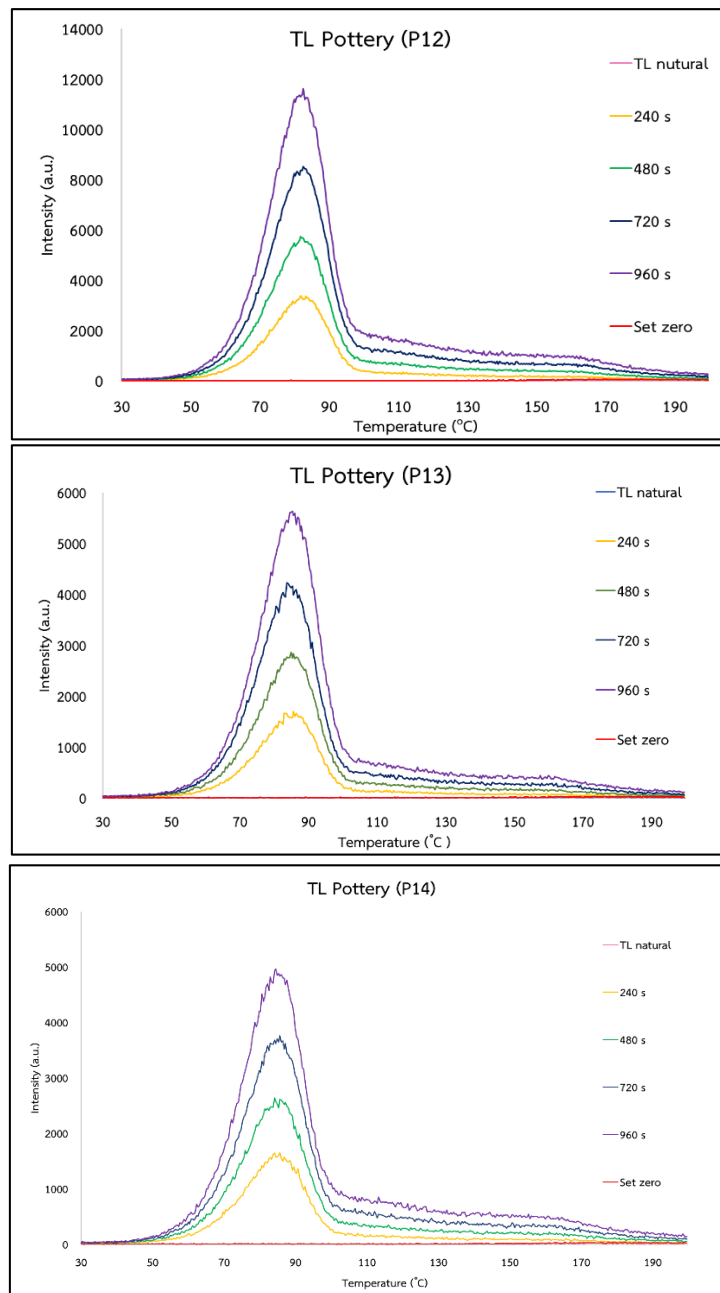 TL Pottery (P12)
Intensity (a.u.)
14000
12000
10000
8000
6000
4000
2000
0
30 50 70 90 110 130 150 170 190
Temperature (°C)
TL nutural
240 s
480 s
720 s
960 s
Set zero
TL Pottery (P13)
Intensity (a.u.)
6000
5000
4000
3000
2000
1000
0
30 50 70 90 110 130 150 170 190
Temperature (°C )
TL natural
240 s
480 s
720 s
960 s
Set zero
TL Pottery (P14)
Intensity (a.u.)
6000
5000
4000
3000
2000
1000
0
30 50 70 90 110 130 150 170 190
Temperature (°C)
TL natural
240 s
480 s
720 s
960 s
Set zero